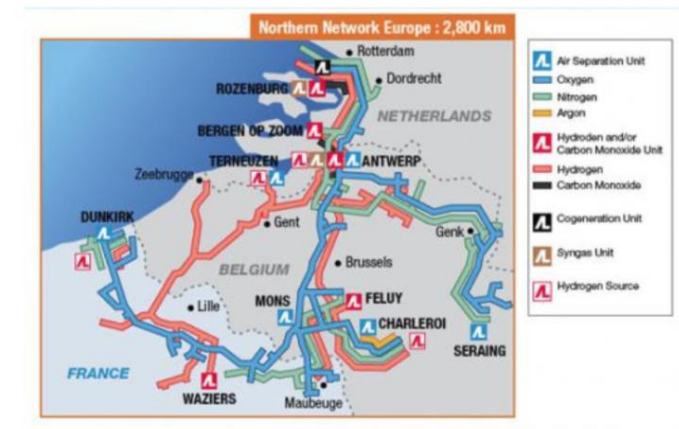 Northern Network Europe : 2,800 km
Rotterdam
Dordrecht
ROZENBURG
NETHERLANDS
BERGEN OP ZOOM
TERNEUZEN
ANTWERP
Zeebrugge
DUNKIRK
Gent
Genk
BELGIUM
Brussels
Lille
MONS
FELUY
CHARLEROI
SERAING
FRANCE
WAZIERS
Maubeuge
Air Separation Unit
Oxygen
Nitrogen
Argon
Hydroden and/or
Carbon Monoxide Unit
Hydrogen
Carbon Monoxide
Cogeneration Unit
Syngas Unit
Hydrogen Source